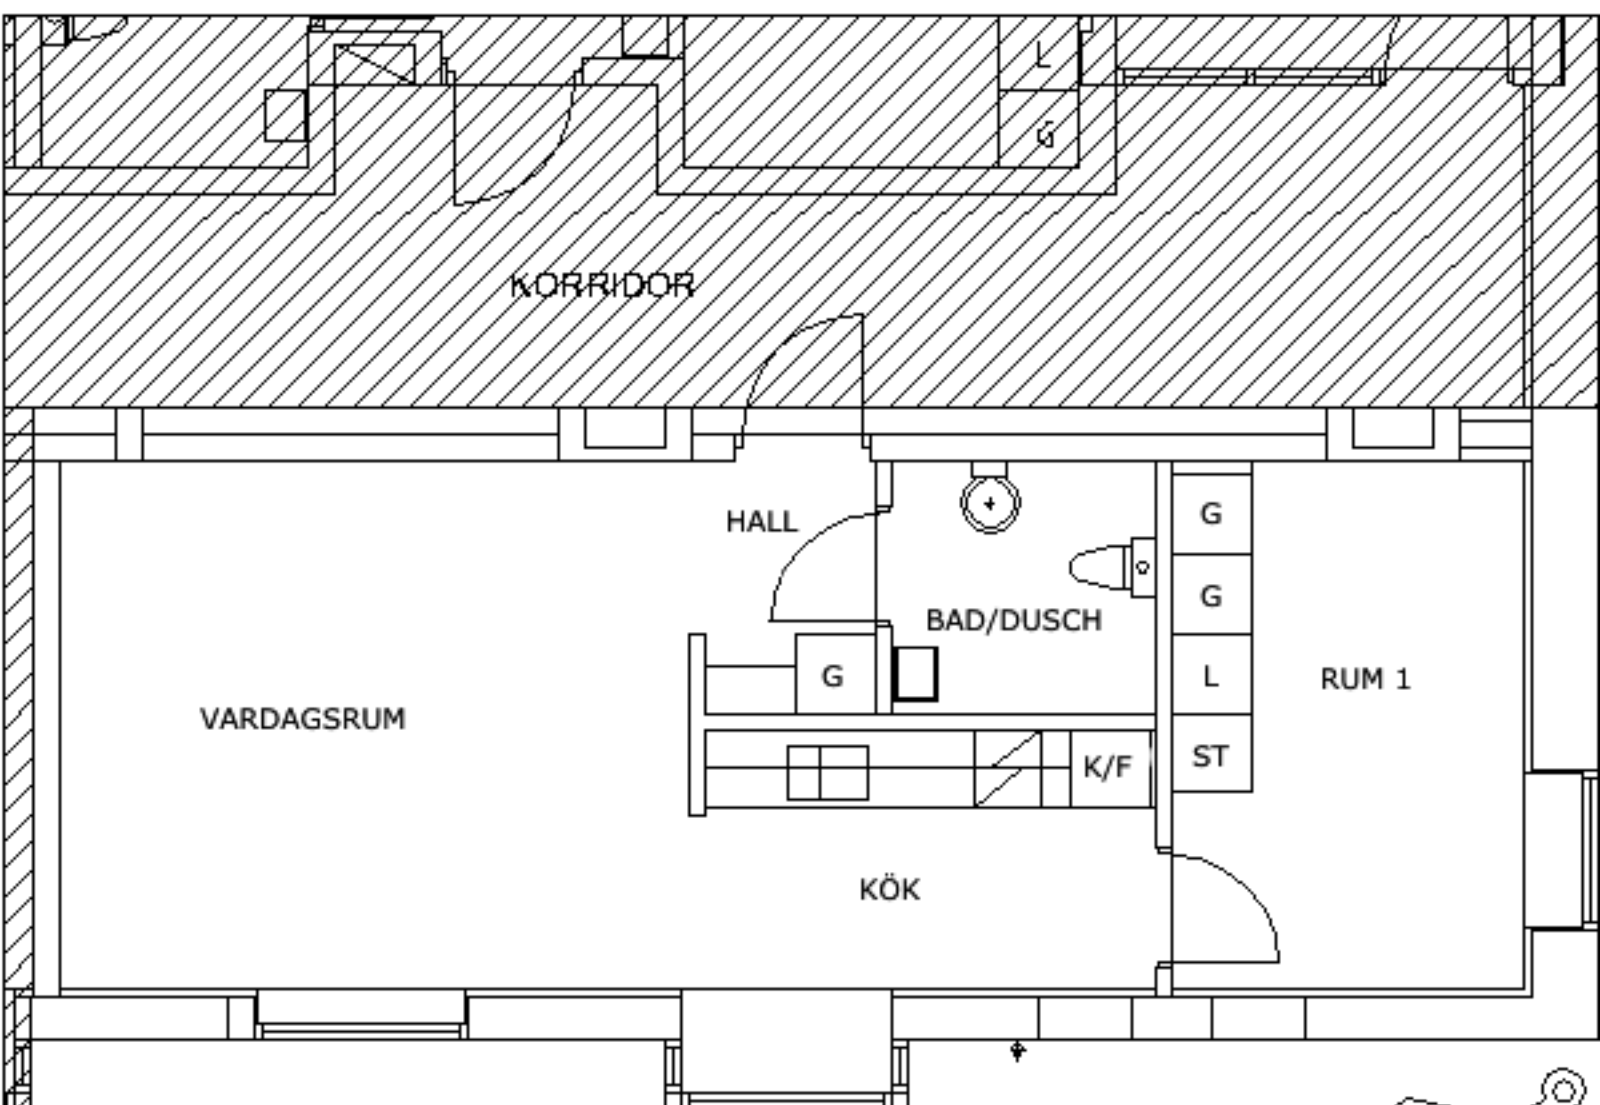 L
G
KORRIDOR
HALL
G
G
BAD/DUSCH
G
L
RUM 1
VARDAGSRUM
K/F
ST
KÖK